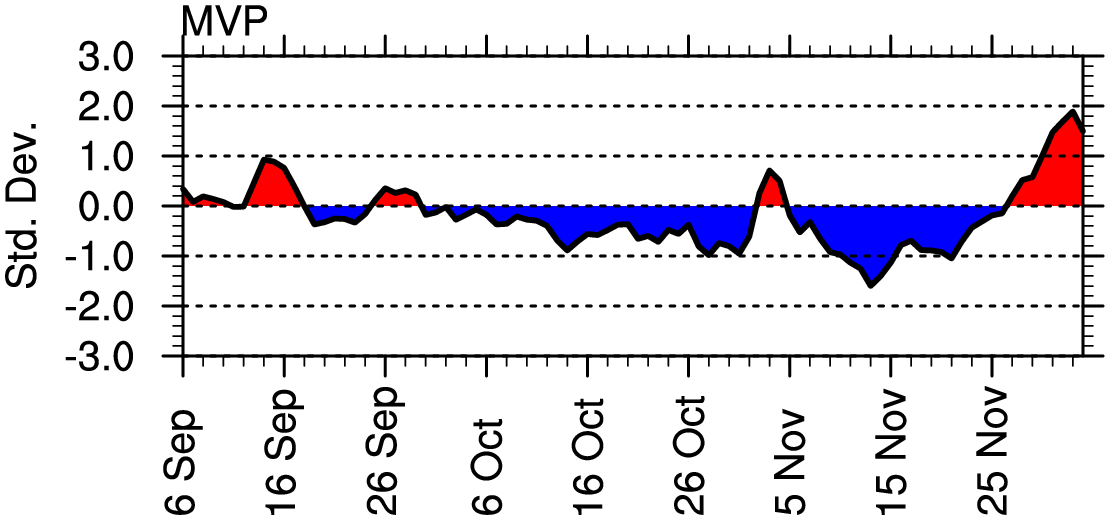 MVP
Std. Dev.
3.0
2.0
1.0
0.0
-1.0
-2.0
-3.0
6 Sep
16 Sep
26 Sep
6 Oct
16 Oct
26 Oct
5 Nov
15 Nov
25 Nov